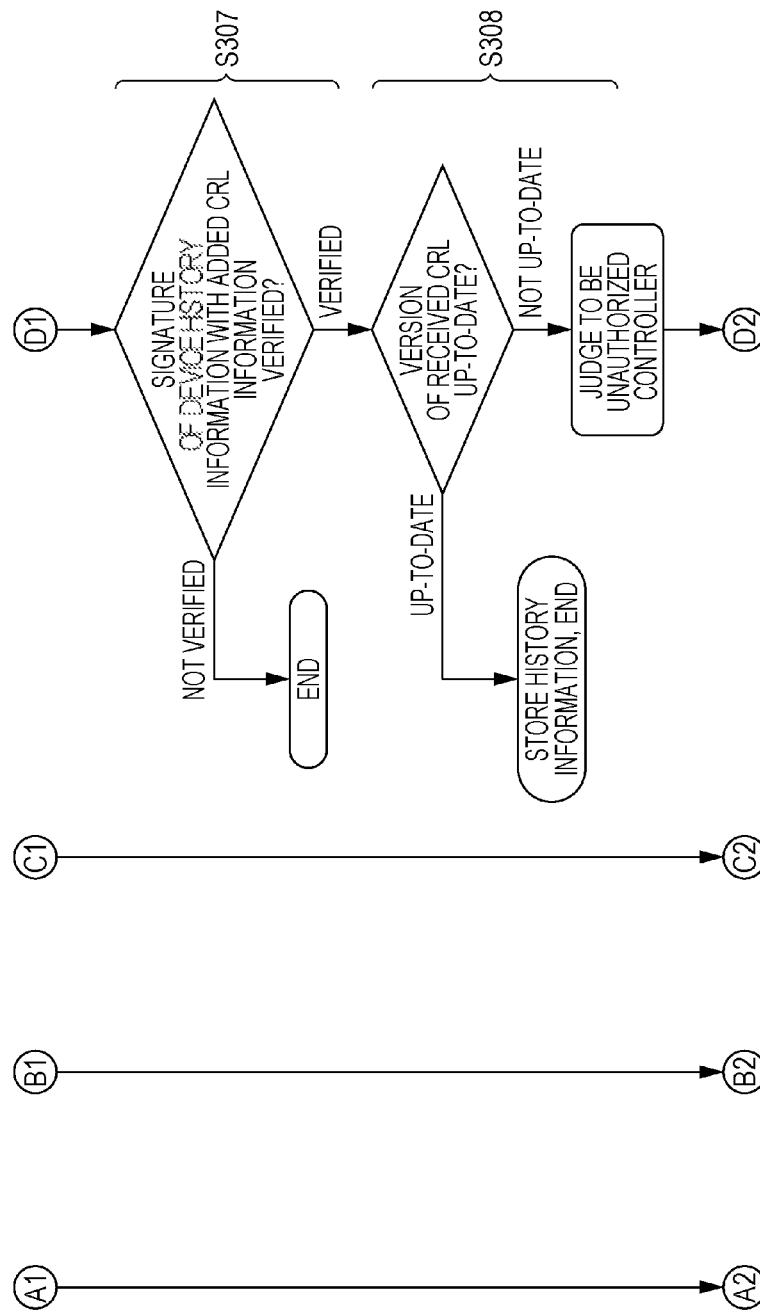 A1
B1
C1
D1
SIGNATURE
OF DEVICE HISTORY
INFORMATION WITH ADDED CRL
INFORMATION
VERIFIED?
S307
NOT VERIFIED
VERIFIED
END
VERSION
OF RECEIVED CRL
UP-TO-DATE?
S308
UP-TO-DATE
NOT UP-TO-DATE
STORE HISTORY
INFORMATION, END
JUDGE TO BE
UNAUTHORIZED
CONTROLLER
A2
B2
C2
D2